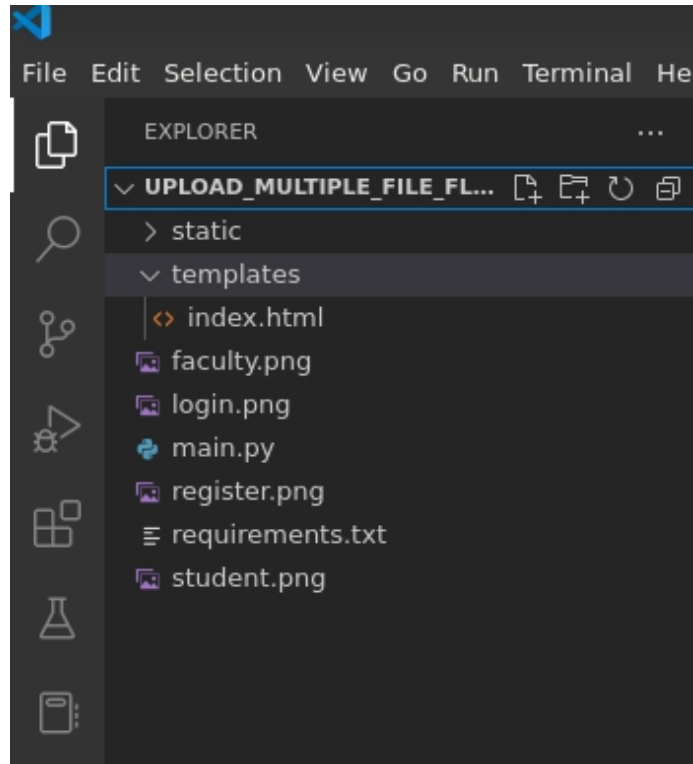 File Edit Selection View Go Run Terminal He
EXPLORER
UPLOAD_MULTIPLE_FILE_FL...
static
templates
index.html
faculty.png
login.png
main.py
register.png
requirements.txt
student.png